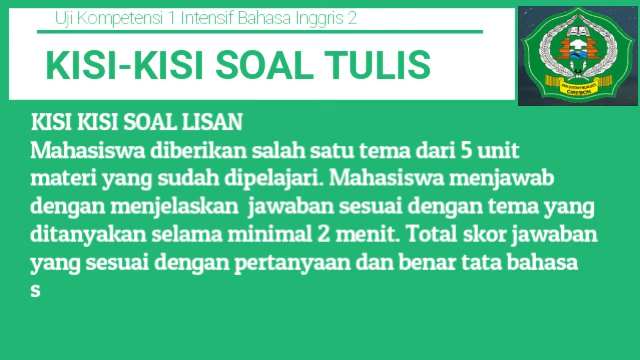 Uji Kompetensi 1 Intensif Bahasa Inggris 2
KISI-KISI SOAL TULIS
KISI KISI SOAL LISAN
Mahasiswa diberikan salah satu tema dari 5 unit
materi yang sudah dipelajari. Mahasiswa menjawab
dengan menjelaskan  jawaban sesuai dengan tema yang
ditanyakan selama minimal 2 menit. Total skor jawaban
yang sesuai dengan pertanyaan dan benar tata bahasa
s
CIREBON